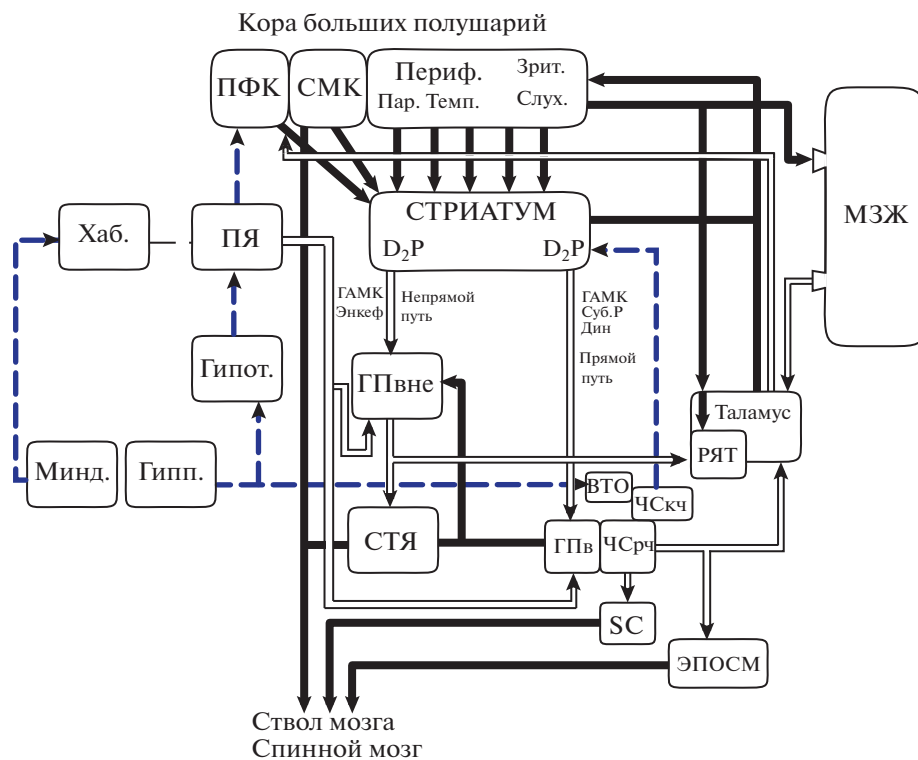 Кора больших полушарий
ПФК
СМК
Периф.
Зрит.
Пар. Темп.
Слух.
МЗЖ
СТРИАТУМ
D₂Р
D₂Р
Хаб.
ПЯ
ГАМК
Энкеф
Непрямой
путь
ГАМК
Суб.Р
Дин
Прямой
путь
Гипот.
ГПвне
Таламус
РЯТ
Минд.
Гипп.
ВТО
ЧСкч
СТЯ
ГПв
ЧСрч
SC
ЭПОСМ
Ствол мозга
Спинной мозг